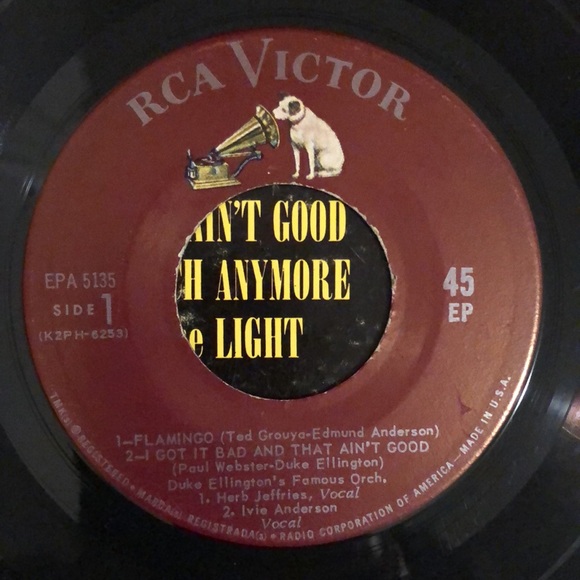 RCA VICTOR
AIN'T GOOD
ANYMORE
LIGHT
EPA 5135
SIDE 1
(K2PH-6253)
45
EP
1—FLAMINGO (Ted Grouya-Edmund Anderson)
2—I GOT IT BAD AND THAT AIN'T GOOD
(Paul Webster-Duke Ellington)
Duke Ellington's Famous Orch.
1. Herb Jeffries, Vocal
2. Ivie Anderson
Vocal
TMK(s) ® REGISTERED • MARCA(s) REGISTRADA(s) • RADIO CORPORATION OF AMERICA—MADE IN U.S.A.